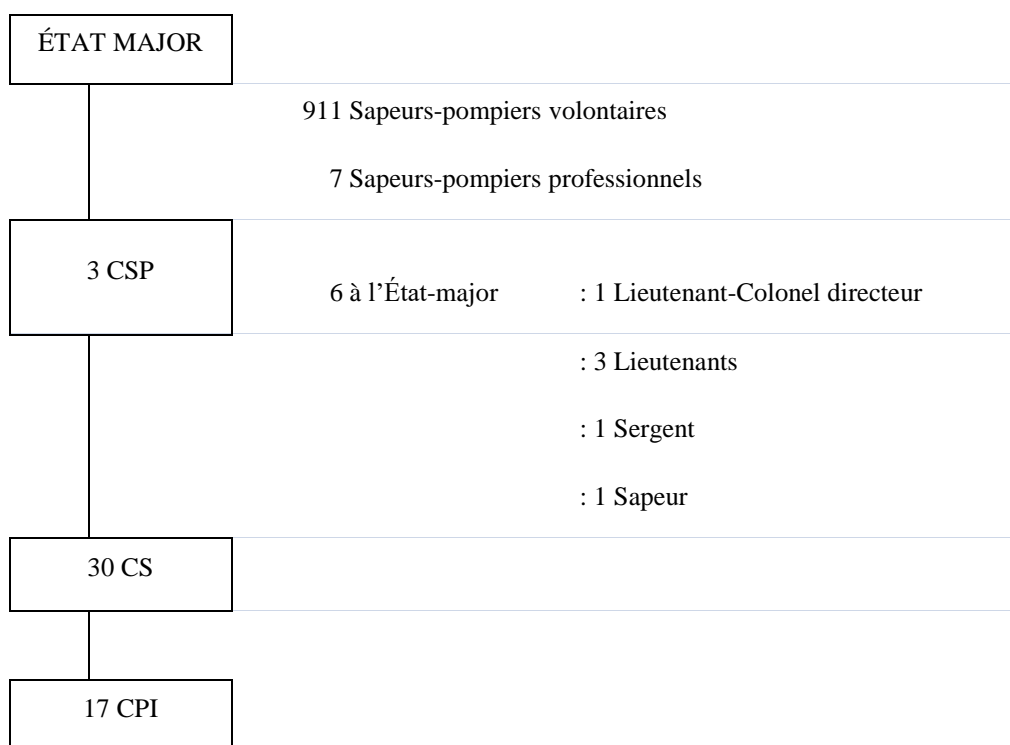 ÉTAT MAJOR
911 Sapeurs-pompiers volontaires
7 Sapeurs-pompiers professionnels
3 CSP
6 à l’État-major : 1 Lieutenant-Colonel directeur
: 3 Lieutenants
: 1 Sergent
: 1 Sapeur
30 CS
17 CPI